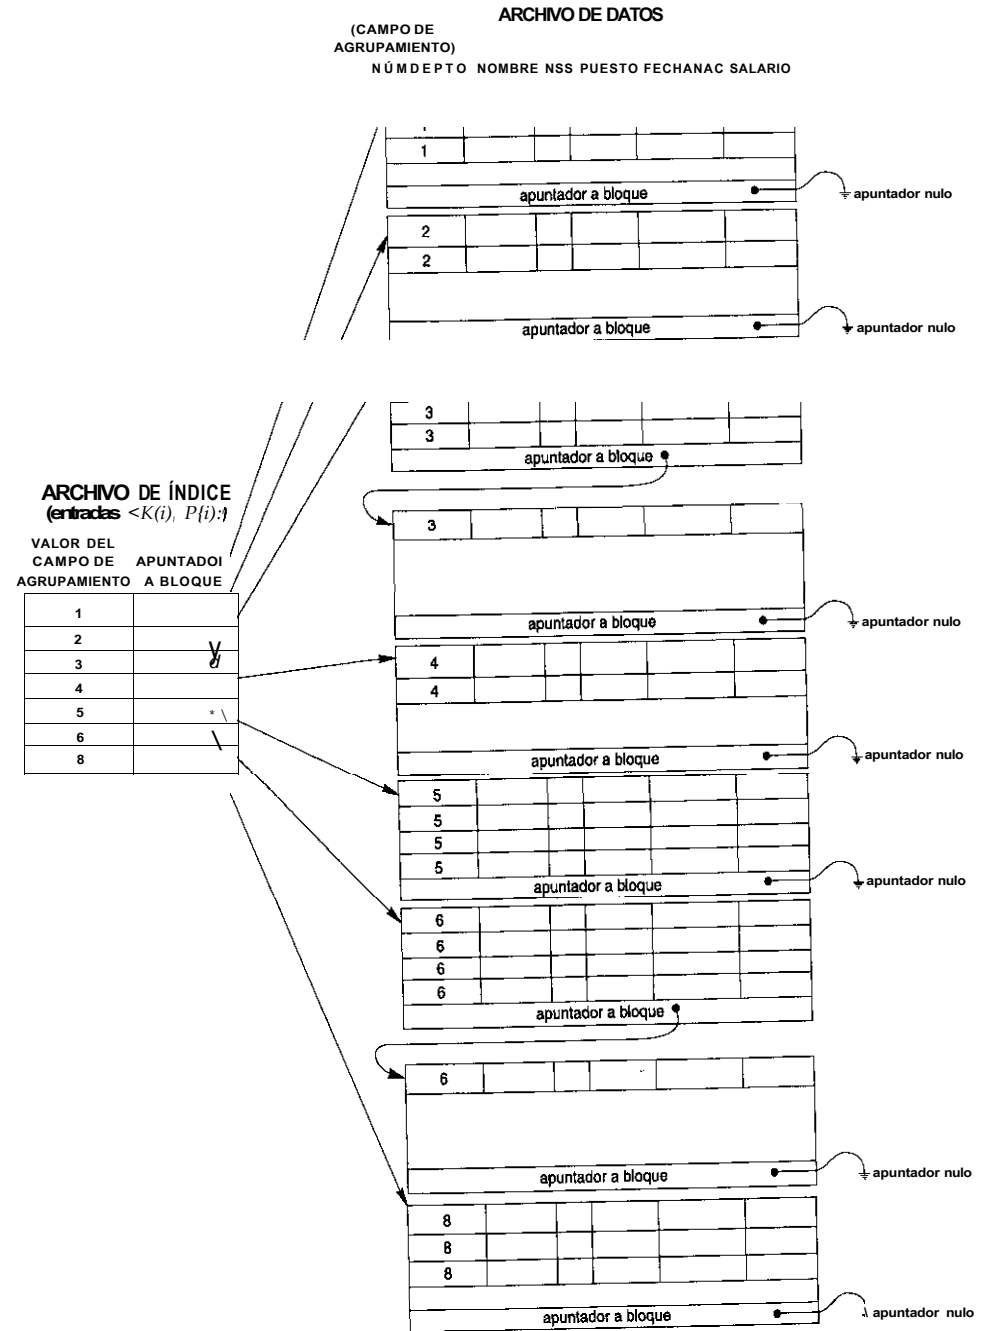 ARCHIVO DE DATOS
(CAMPO DE
AGRUPAMIENTO)
NÚMDEPTO NOMBRE NSS PUESTO FECHANAC SALARIO
1
apuntador a bloque
apuntador nulo
2
2
apuntador a bloque
apuntador nulo
3
3
apuntador a bloque
ARCHIVO DE ÍNDICE
(entradas <K(i), P{i):
VALOR DEL
CAMPO DE APUNTADOI
AGRUPAMIENTO A BLOQUE
1
2
3
4
5
6
8
3
apuntador a bloque
apuntador nulo
4
4
apuntador a bloque
apuntador nulo
5
5
5
5
apuntador a bloque
apuntador nulo
6
6
6
6
apuntador a bloque
6
apuntador a bloque
apuntador nulo
8
8
8
apuntador a bloque
apuntador nulo